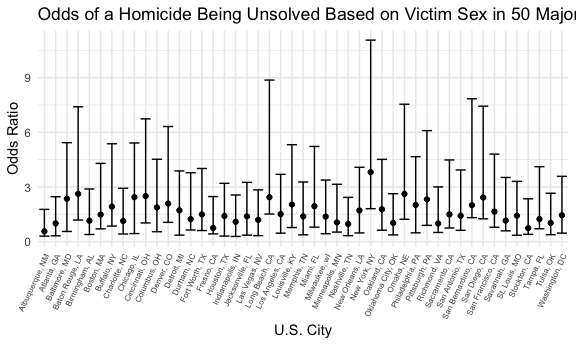 Odds of a Homicide Being Unsolved Based on Victim Sex in 50 Major
Odds Ratio
9
6
3
0
Albuquerque, NM
Atlanta, GA
Baltimore, MD
Baton Rouge, LA
Birmingham, AL
Boston, MA
Buffalo, NY
Charlotte, NC
Chicago, IL
Cincinnati, OH
Columbus, OH
Denver, CO
Detroit, MI
Durham, NC
Fort Worth, TX
Fresno, CA
Houston, TX
Indianapolis, IN
Jacksonville, FL
Las Vegas, NV
Long Beach, CA
Los Angeles, CA
Louisville, KY
Memphis, TN
Miami, FL
Milwaukee, wI
Minneapolis, MN
Nashville, TN
New Orleans, LA
New York, NY
Oakland, CA
Oklahoma City, OK
Omaha, NE
Philadelphia, PA
Pittsburgh, PA
Richmond, VA
Sacramento, CA
San Antonio, TX
San Bernardino, CA
San Diego, CA
San Francisco, CA
Savannah, GA
St. Louis, MO
Stockton, CA
Tampa, FL
Tulsa, OK
Washington, DC
U.S. City